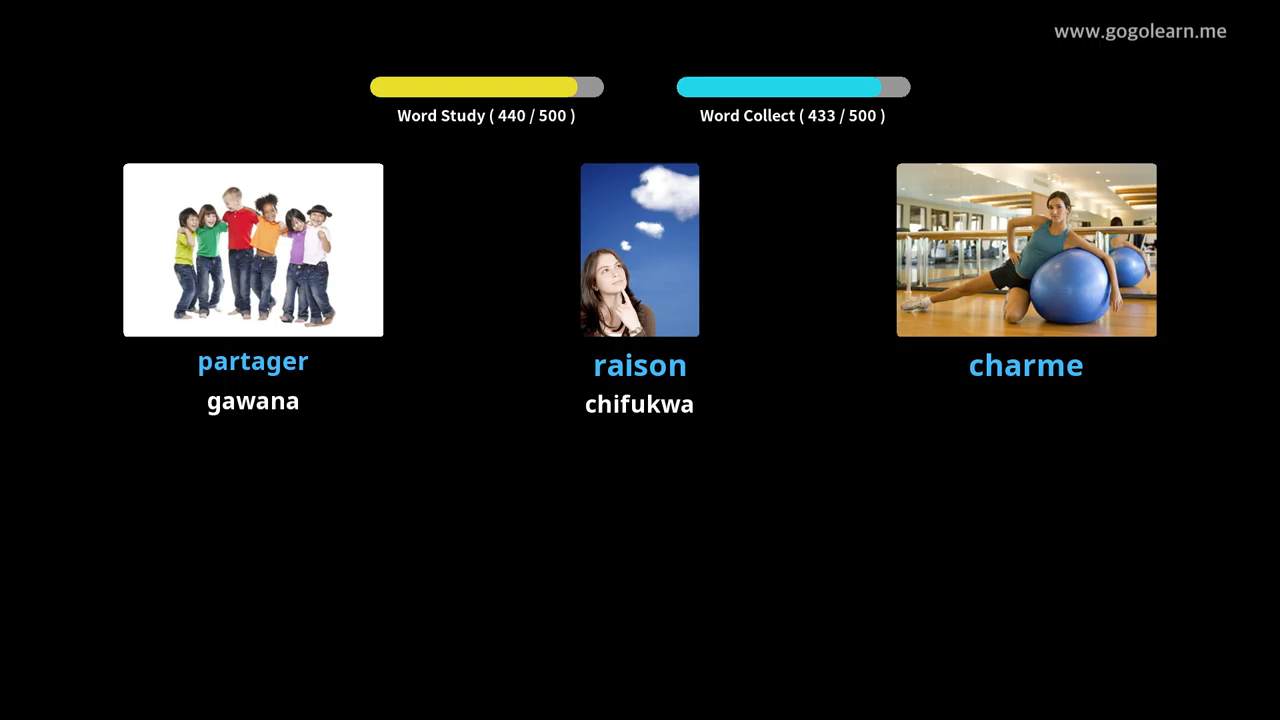 www.gogolearn.me
Word Study ( 440 / 500 )
Word Collect ( 433 / 500 )
partager
gawana
raison
chifukwa
charme